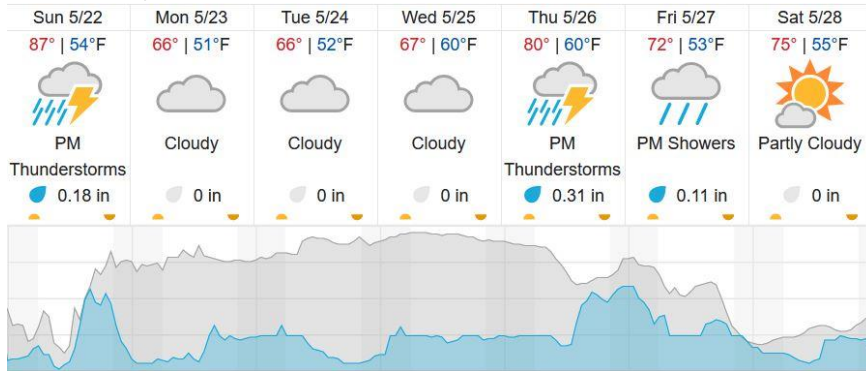 Sun 5/22 Mon 5/23 Tue 5/24 Wed 5/25 Thu 5/26 Fri 5/27 Sat 5/28
87° | 54°F 66° | 51°F 66° | 52°F 67° | 60°F 80° | 60°F 72° | 53°F 75° | 55°F
PM Cloudy Cloudy Cloudy PM PM Showers Partly Cloudy
Thunderstorms Thunderstorms
0.18 in 0 in 0 in 0 in 0.31 in 0.11 in 0 in